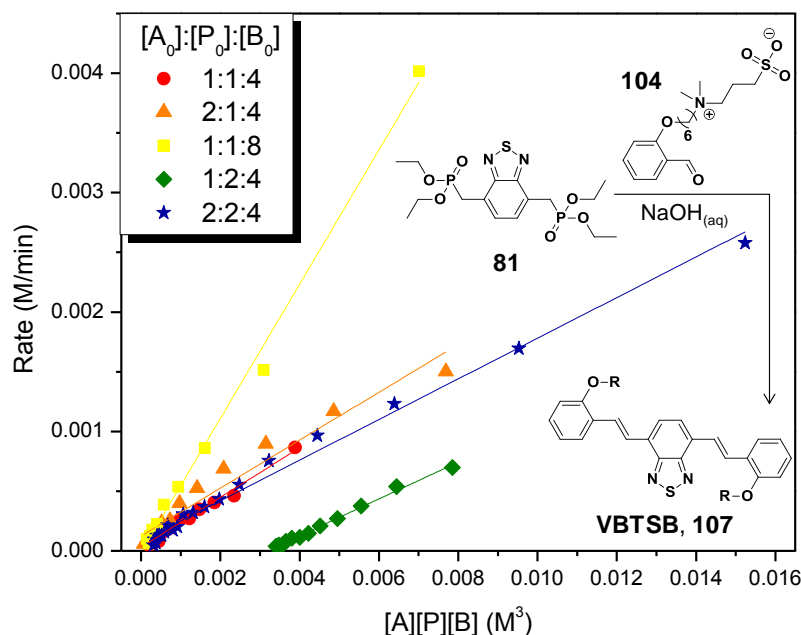 [A₀]:[P₀]:[B₀]
1:1:4
2:1:4
1:1:8
1:2:4
2:2:4
104
O⊖
O
S
O
N
⊕
O
6
O
S
N
N
O
O
P
O
O
P
O
O
81
NaOH(aq)
O–R
N
N
S
R–O
VBTSB, 107
Rate (M/min)
0.004
0.003
0.002
0.001
0.000
0.000
0.002
0.004
0.006
0.008
0.010
0.012
0.014
0.016
[A][P][B] (M³)